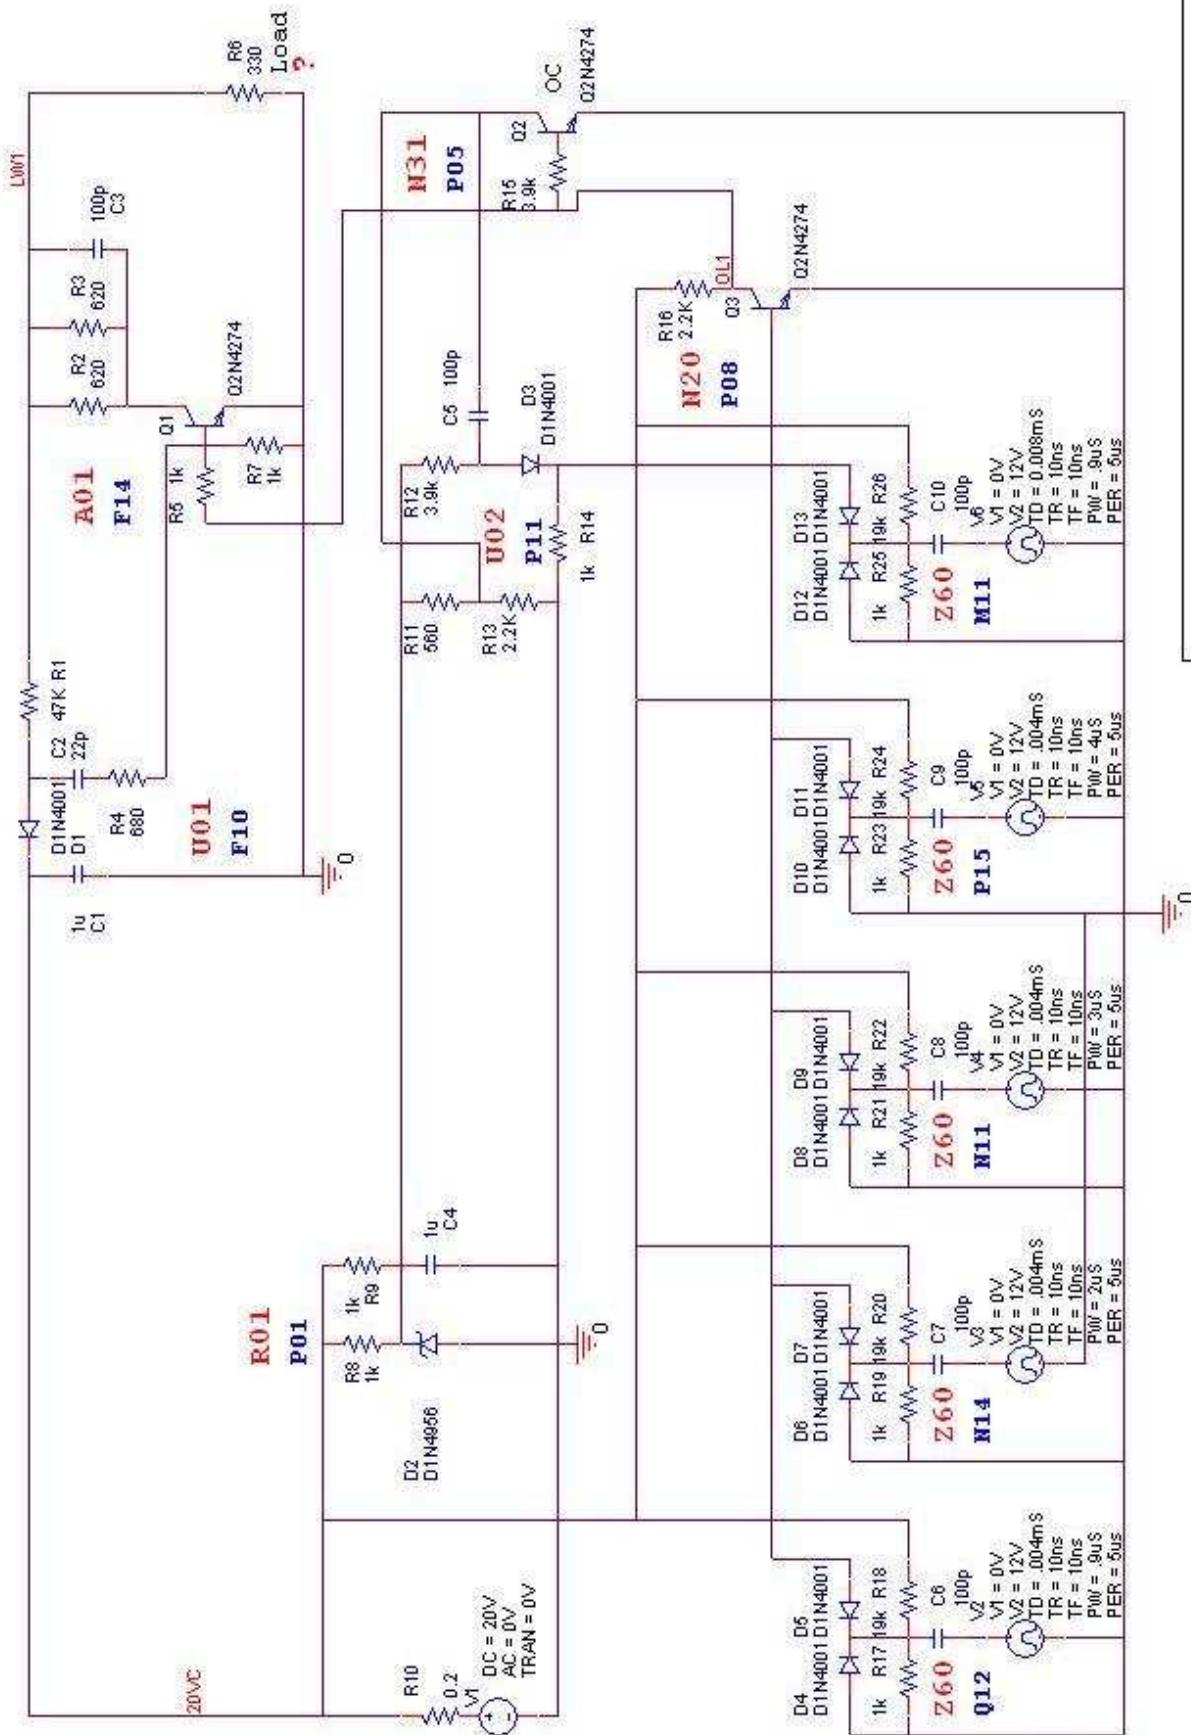 LW1
R6
330
Load
?
100p
C3
R3
620
R2
620
Q1
Q2N4274
A01
F14
R5
1k
R7
1k
47K R1
C2
22p
D1N4001
D1
R4
680
U01
F10
1u
C1
0
20VC
N31
P05
OC
Q2
Q2N4274
R15
3.9k
OL1
R16
2.2K
Q3
Q2N4274
N20
P08
C5 100p
D3
D1N4001
R12
3.9k
U02
P11
1k R14
R11
560
R13
2.2K
R01
P01
1u
C4
1k
R9
R8
1k
D2
D1N4956
0
R10
0.2
V1
DC = 20V
AC = 0V
TRAN = 0V
D4
D1N4001
D5
D1N4001
1k R17
19k R18
C6
100p
Z60
Q12
V2
V1 = 0V
V2 = 12V
TD = .004mS
TR = 10ns
TF = 10ns
PW = .9uS
PER = 5us
D6
D1N4001
D7
D1N4001
1k R19
19k R20
C7
100p
Z60
N14
V3
V1 = 0V
V2 = 12V
TD = .004mS
TR = 10ns
TF = 10ns
PW = 2uS
PER = 5us
D8
D1N4001
D9
D1N4001
1k R21
19k R22
C8
100p
Z60
N11
V4
V1 = 0V
V2 = 12V
TD = .004mS
TR = 10ns
TF = 10ns
PW = 3uS
PER = 5us
D10
D1N4001
D11
D1N4001
1k R23
19k R24
C9
100p
Z60
P15
V5
V1 = 0V
V2 = 12V
TD = .004mS
TR = 10ns
TF = 10ns
PW = 4uS
PER = 5us
D12
D1N4001
D13
D1N4001
1k R25
19k R26
C10
100p
Z60
M11
V6
V1 = 0V
V2 = 12V
TD = 0.008mS
TR = 10ns
TF = 10ns
PW = .9uS
PER = 5us
0